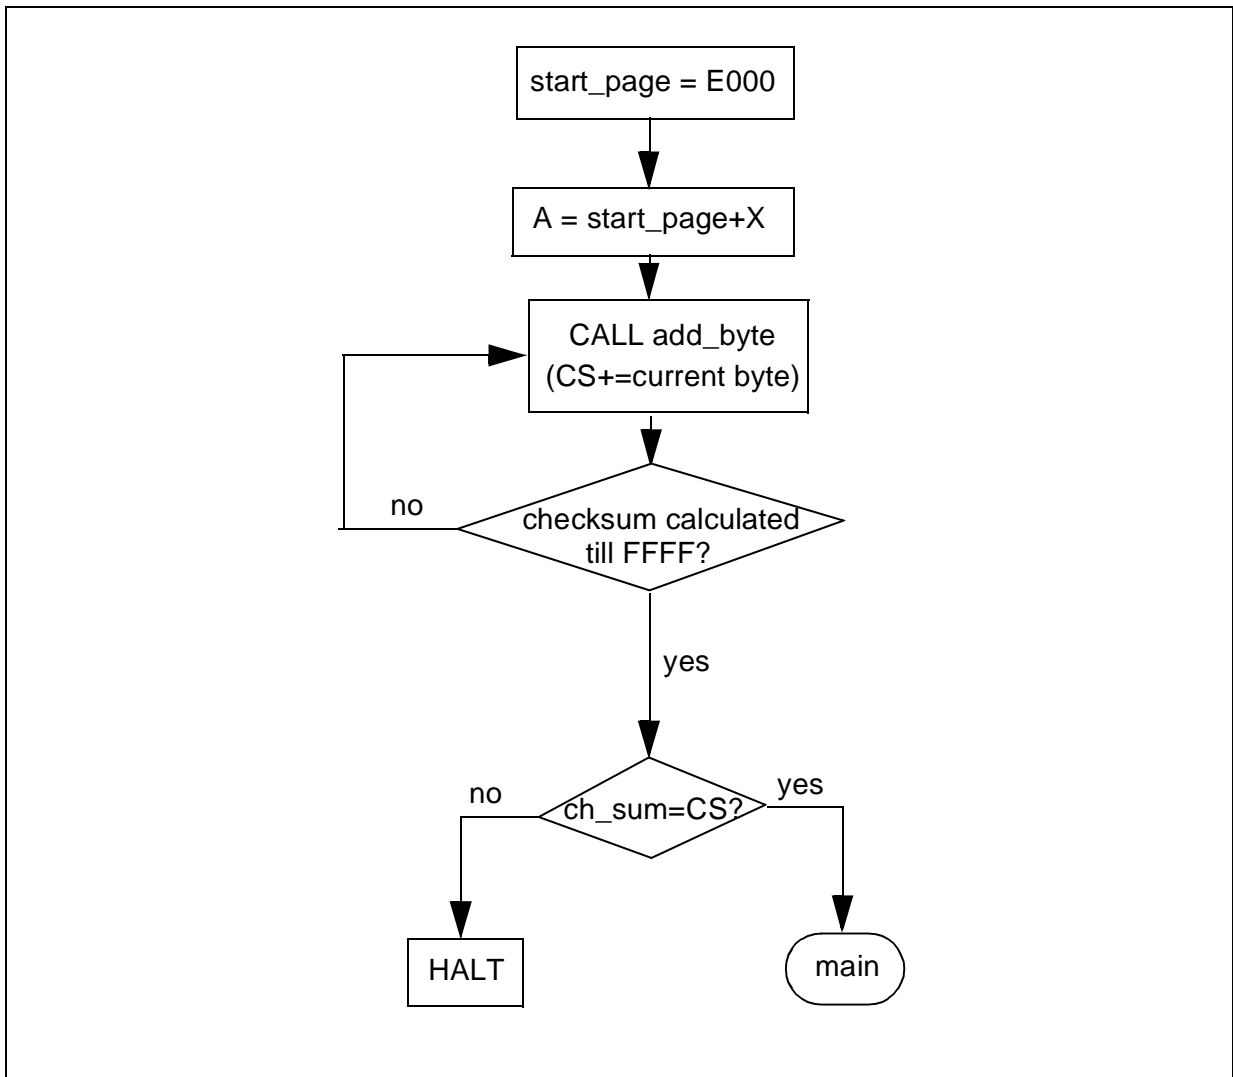 start_page = E000
A = start_page+X
CALL add_byte
(CS+=current byte)
no
checksum calculated
till FFFF?
yes
no
ch_sum=CS?
yes
HALT
main